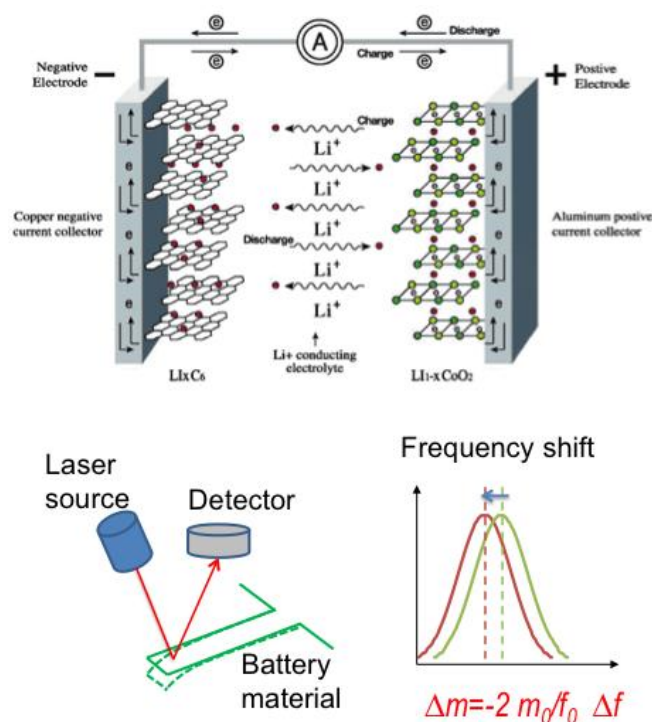 e
e
A
e
e
Discharge
Charge
Negative
Electrode
−
+
Postive
Electrode
Charge
Li+
Li+
Li+
Discharge
Li+
Li+
Li+
e
e
e
e
e
e
Copper negative
current collector
Aluminum postive
current collector
Li+ conducting
electrolyte
LIxC6
LI1-xCoO2
Laser
source
Detector
Battery
material
Frequency shift
Δm=-2 m0/f0 Δf